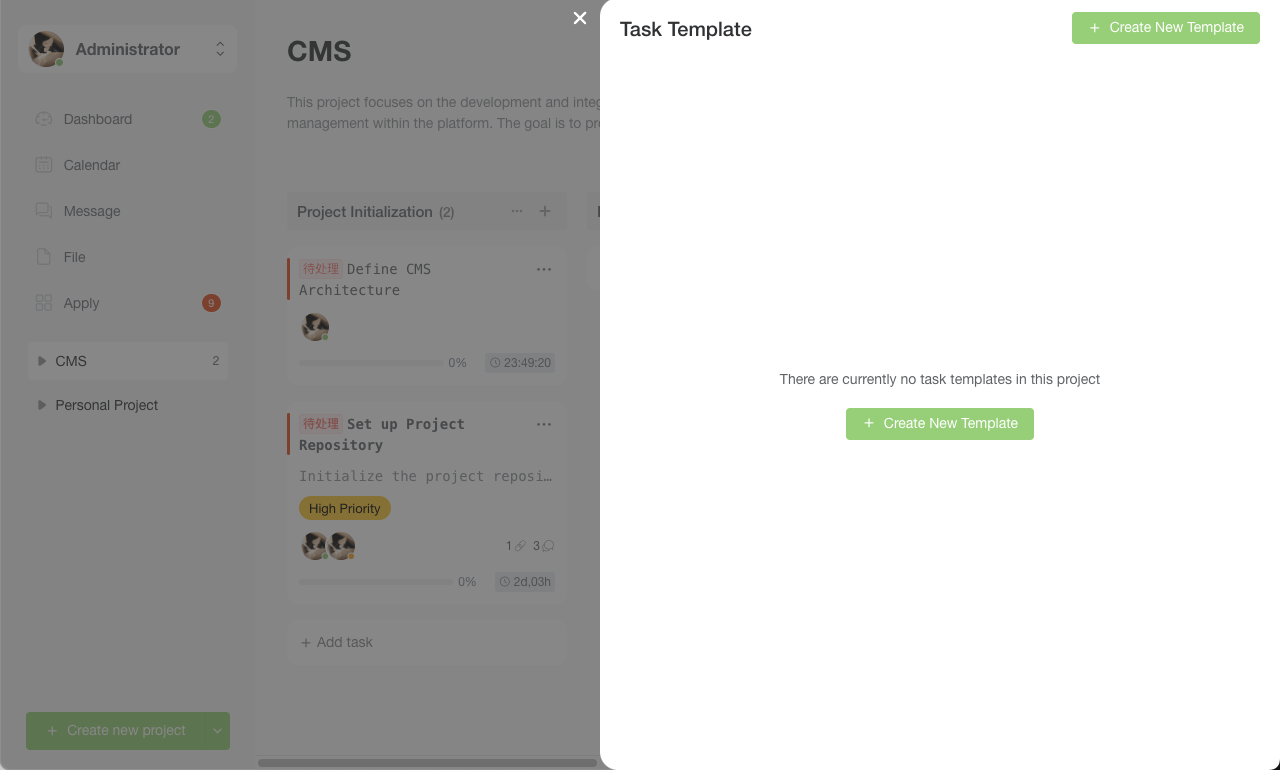 Administrator
Dashboard
2
Calendar
Message
File
Apply
9
CMS
2
Personal Project
Create new project
CMS
This project focuses on the development and integ
management within the platform. The goal is to pro
Project Initialization (2)
待处理 Define CMS
Architecture
0%
23:49:20
待处理 Set up Project
Repository
Initialize the project reposi…
High Priority
1
3
0%
2d,03h
Add task
Task Template
Create New Template
There are currently no task templates in this project
Create New Template